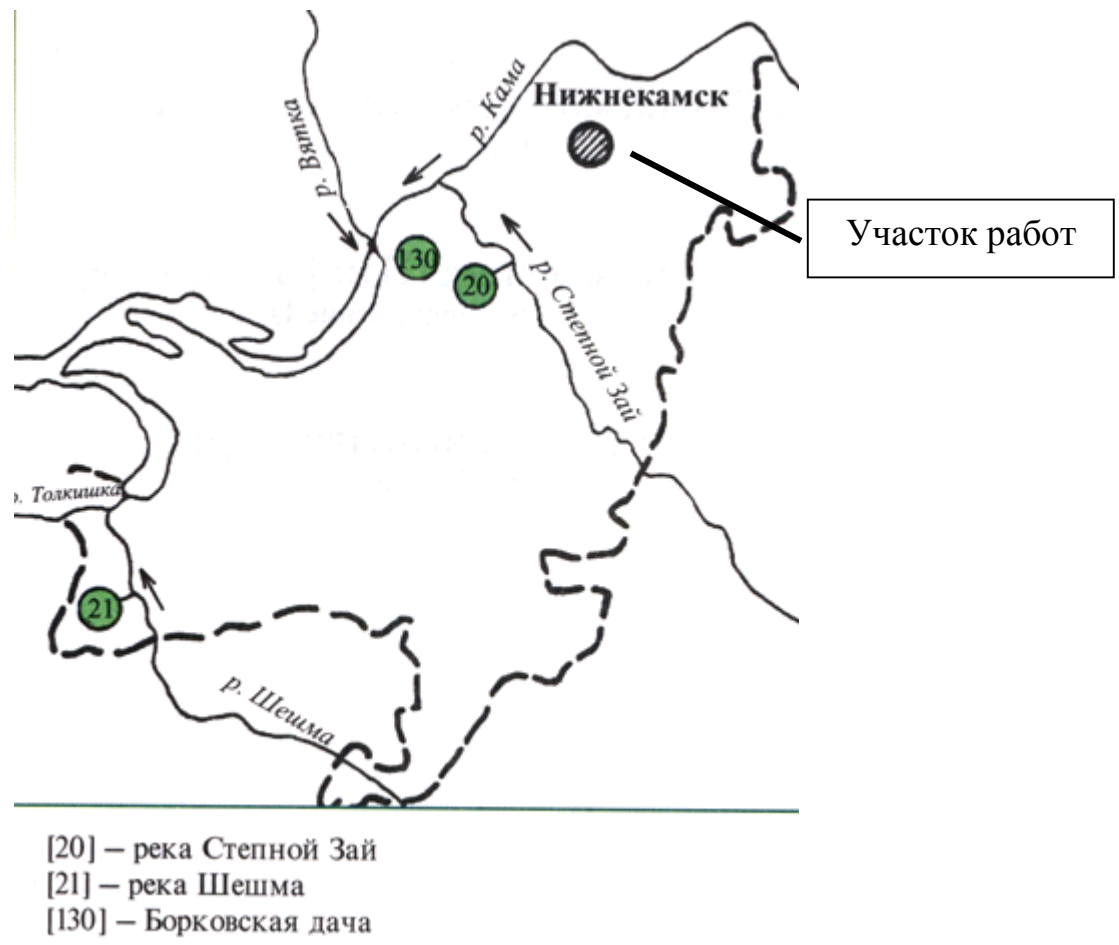 р. Вятка
р. Кама
Нижнекамск
Участок работ
130
20
р. Степной Зай
р. Толкишка
21
р. Шешма
[20] – река Степной Зай
[21] – река Шешма
[130] – Борковская дача